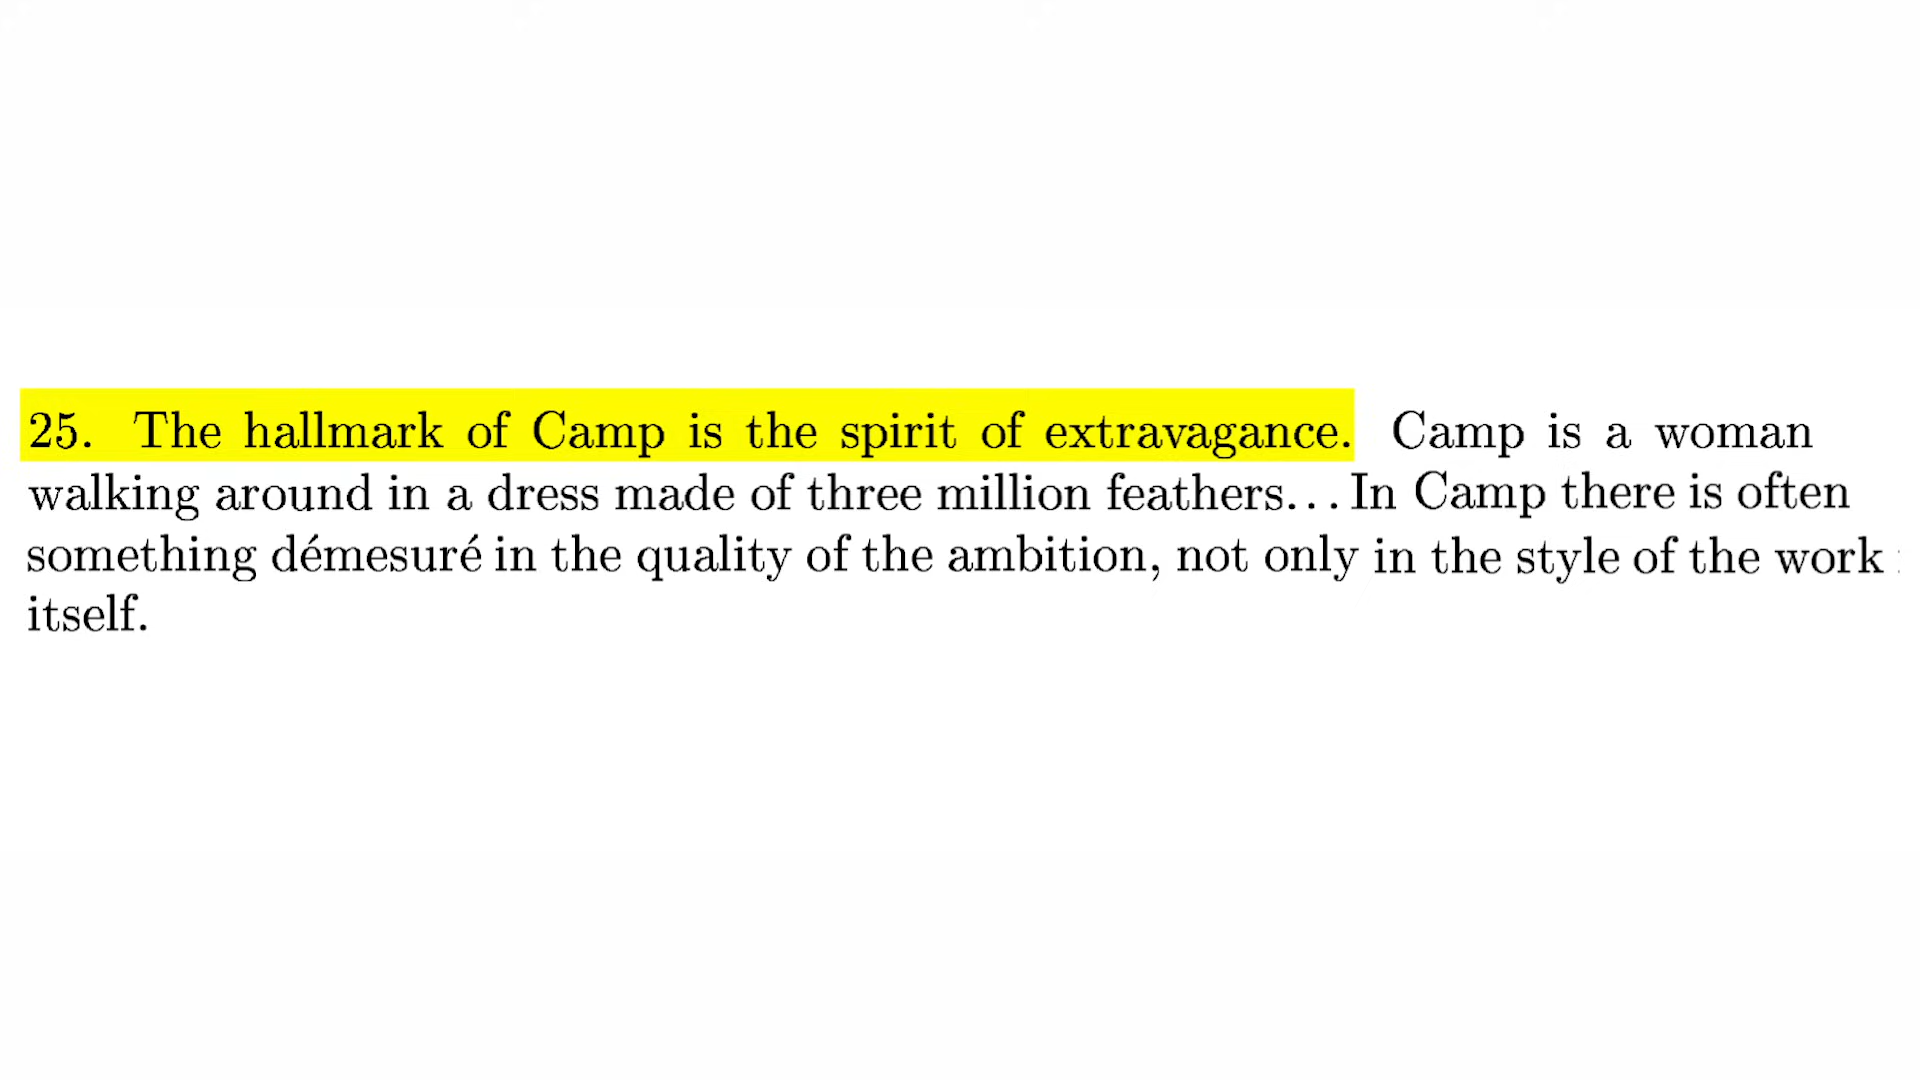 25. The hallmark of Camp is the spirit of extravagance. Camp is a woman
walking around in a dress made of three million feathers... In Camp there is often
something démesuré in the quality of the ambition, not only in the style of the work
itself.